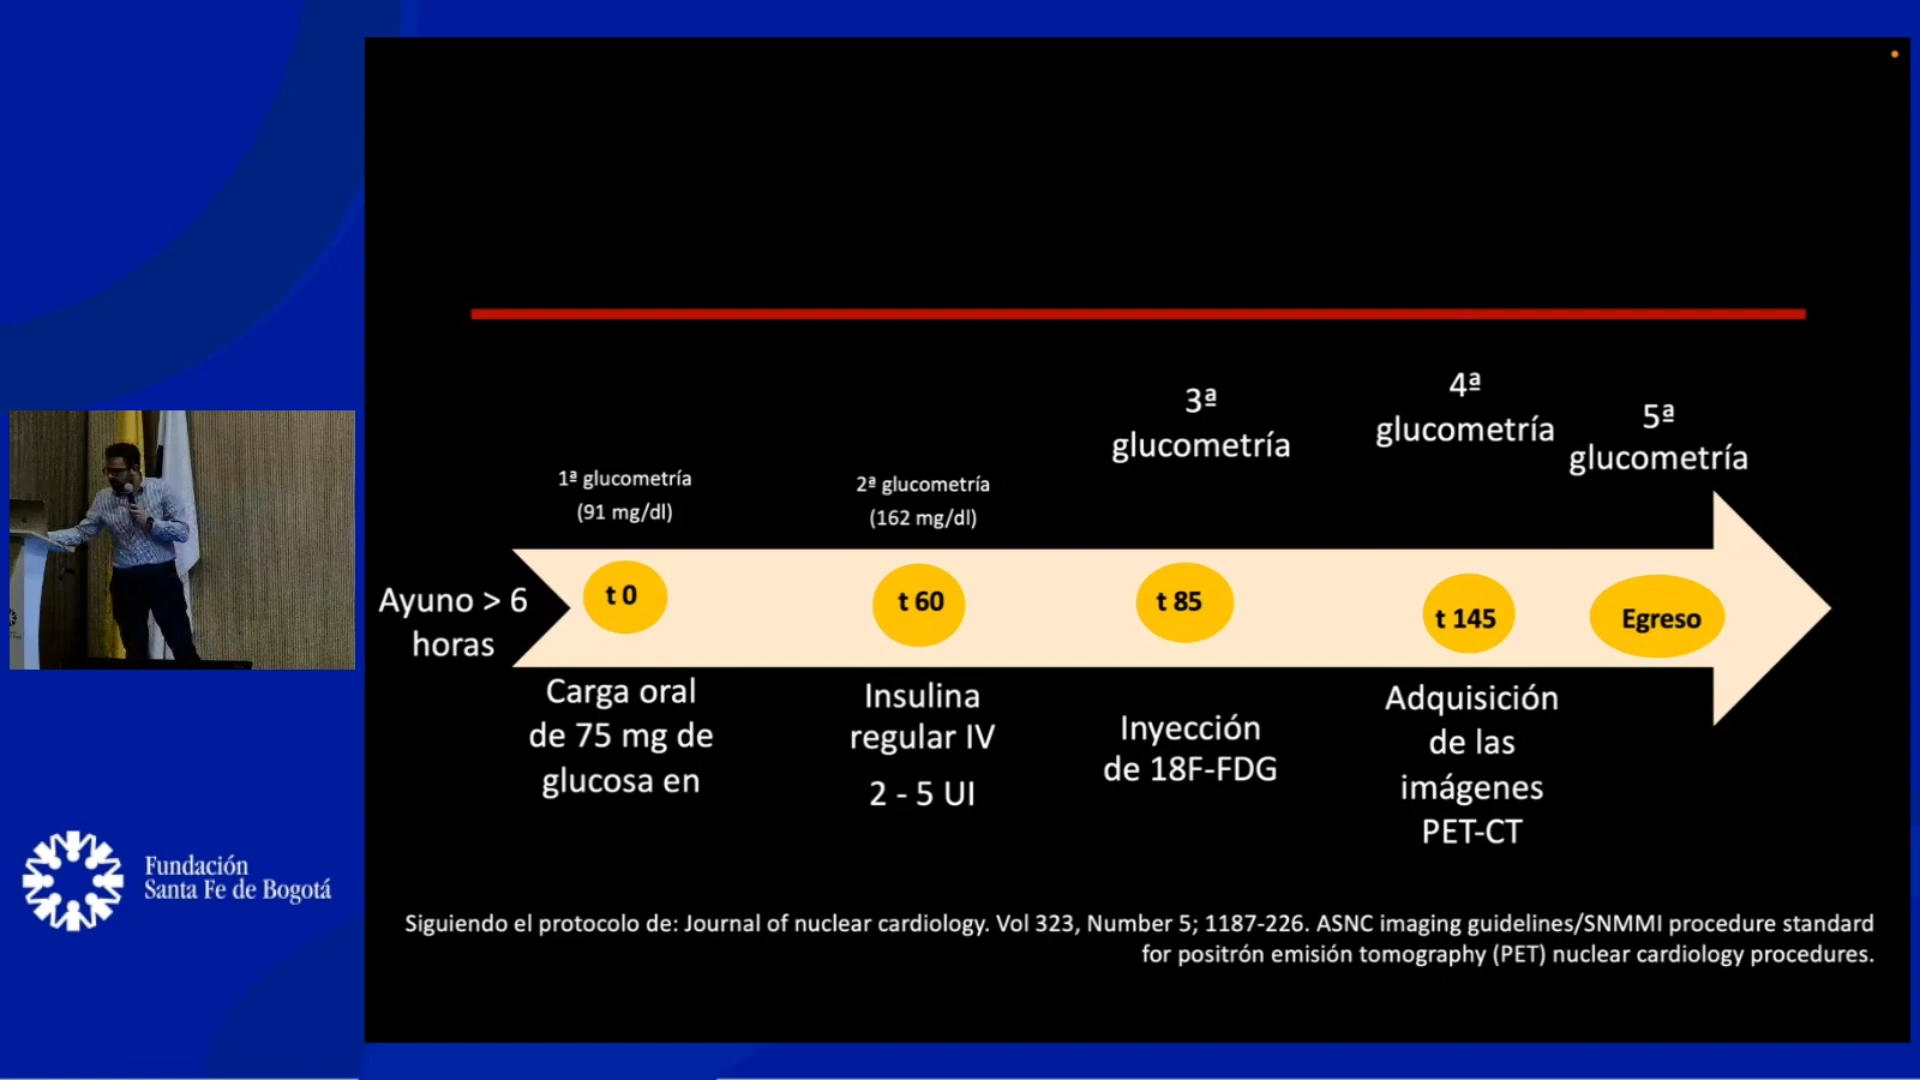 3ª
glucometría
4ª
glucometría
5ª
glucometría
1ª glucometría
(91 mg/dl)
2ª glucometría
(162 mg/dl)
Ayuno > 6
horas
t 0
t 60
t 85
t 145
Egreso
Carga oral
de 75 mg de
glucosa en
Insulina
regular IV
2 - 5 UI
Inyección
de 18F-FDG
Adquisición
de las
imágenes
PET-CT
Siguiendo el protocolo de: Journal of nuclear cardiology. Vol 323, Number 5; 1187-226. ASNC imaging guidelines/SNMMI procedure standard
for positrón emisión tomography (PET) nuclear cardiology procedures.
Fundación
Santa Fe de Bogotá